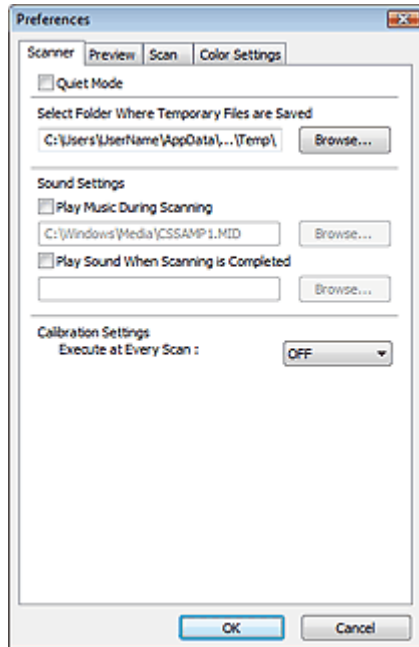 Preferences
Scanner Preview Scan Color Settings
Quiet Mode
Select Folder Where Temporary Files are Saved
C:\Users\UserName\AppData\...\Temp\ Browse...
Sound Settings
Play Music During Scanning
C:\Windows\Media\CSSAMP1.MID Browse...
Play Sound When Scanning is Completed
Browse...
Calibration Settings
Execute at Every Scan : OFF
OK Cancel